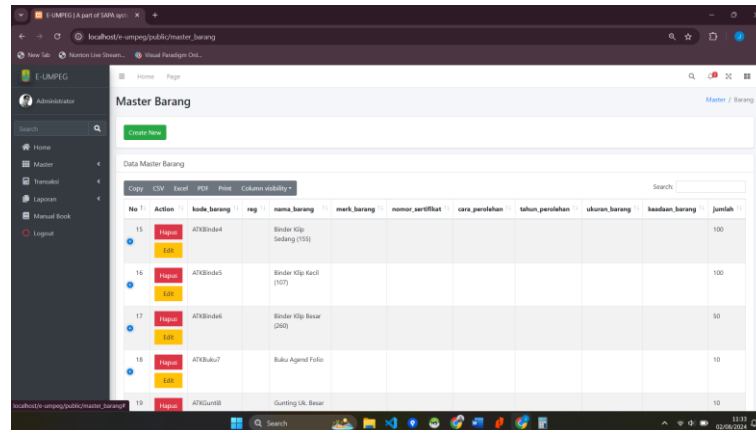 E-UMPEG | A part of SAPA syst
localhost/e-umpeg/public/master_barang
New Tab Nonton Live Stream... Visual Paradigm Onl...
E-UMPEG
Home Page
Administrator
Master Barang
Master / Barang
Search
Create New
Home
Master
Data Master Barang
Transaksi
Laporan
Copy CSV Excel PDF Print Column visibility
Search:
Manual Book
Logout
No Action kode_barang reg nama_barang merk_barang nomor_sertifikat cara_perolehan tahun_perolehan ukuran_barang keadaan_barang jumlah
15 Hapus ATKBinde4 Binder Klip Sedang (155) 100
Edit
16 Hapus ATKBinde5 Binder Klip Kecil (107) 100
Edit
17 Hapus ATKBinde6 Binder Klip Besar (260) 50
Edit
18 Hapus ATKBuku7 Buku Agend Folio 10
Edit
19 Hapus ATKGunti8 Gunting Uk. Besar 10
localhost/e-umpeg/public/master_barang#
Search
11:33
02/08/2024